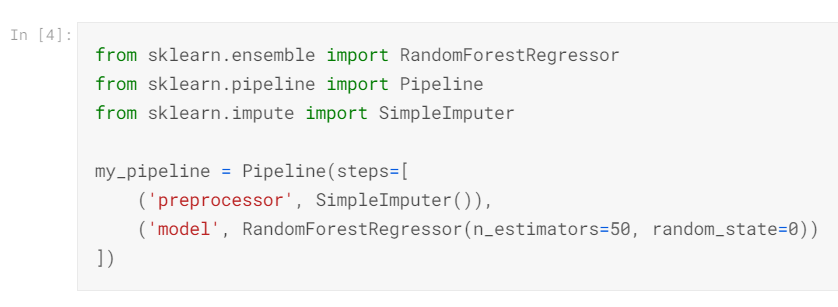 In [4]:
from sklearn.ensemble import RandomForestRegressor
from sklearn.pipeline import Pipeline
from sklearn.impute import SimpleImputer
my_pipeline = Pipeline(steps=[
    ('preprocessor', SimpleImputer()),
    ('model', RandomForestRegressor(n_estimators=50, random_state=0))
])